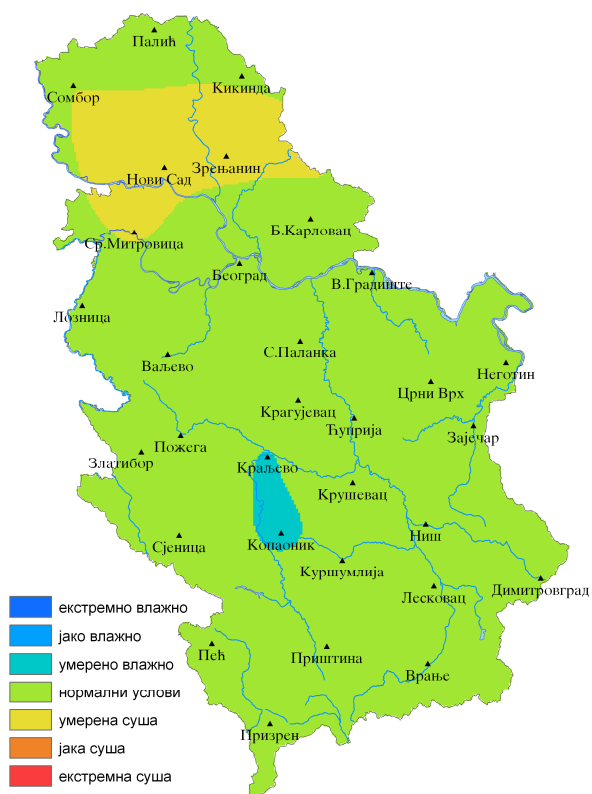 Палић
Кикинда
Сомбор
Зрењанин
Нови Сад
Б.Карловац
Ср.Митровица
Београд
В.Градиште
Лозница
С.Паланка
Ваљево
Неготин
Црни Врх
Крагујевац
Ћуприја
Зајечар
Пожега
Златибор
Краљево
Крушевац
Ниш
Копаоник
Сјеница
Куршумлија
Димитровград
Лесковац
Пећ
Приштина
Врање
Призрен
екстремно влажно
јако влажно
умерено влажно
нормални услови
умерена суша
јака суша
екстремна суша